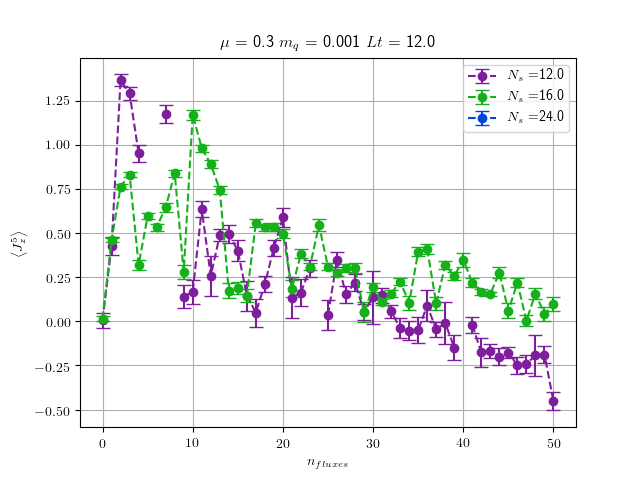 μ = 0.3 m_q = 0.001 Lt = 12.0
N_s =12.0
N_s =16.0
N_s =24.0
⟨J_z^5⟩
1.25
1.00
0.75
0.50
0.25
0.00
−0.25
−0.50
0 10 20 30 40 50
n_{fluxes}